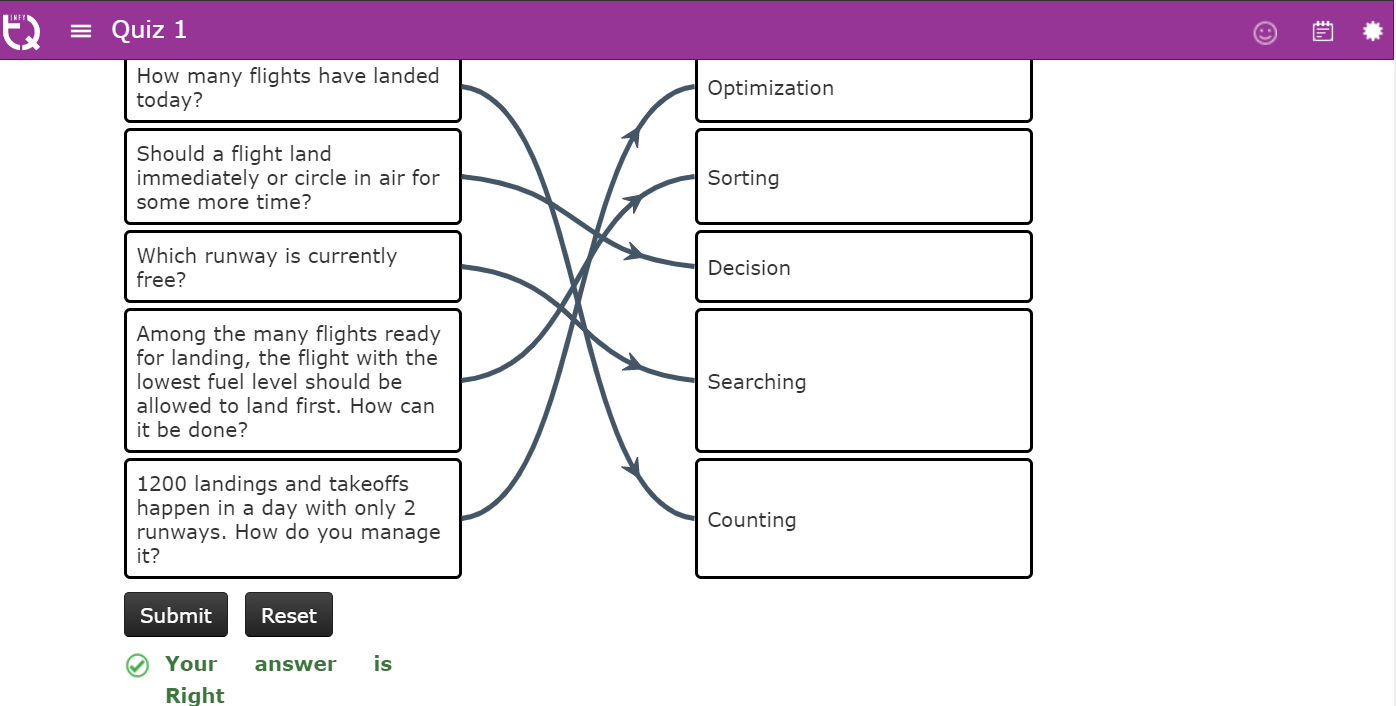 INFY
TQ
Quiz 1
How many flights have landed
today?
Optimization
Should a flight land
immediately or circle in air for
some more time?
Sorting
Which runway is currently
free?
Decision
Among the many flights ready
for landing, the flight with the
lowest fuel level should be
allowed to land first. How can
it be done?
Searching
1200 landings and takeoffs
happen in a day with only 2
runways. How do you manage
it?
Counting
Submit
Reset
Your answer is
Right